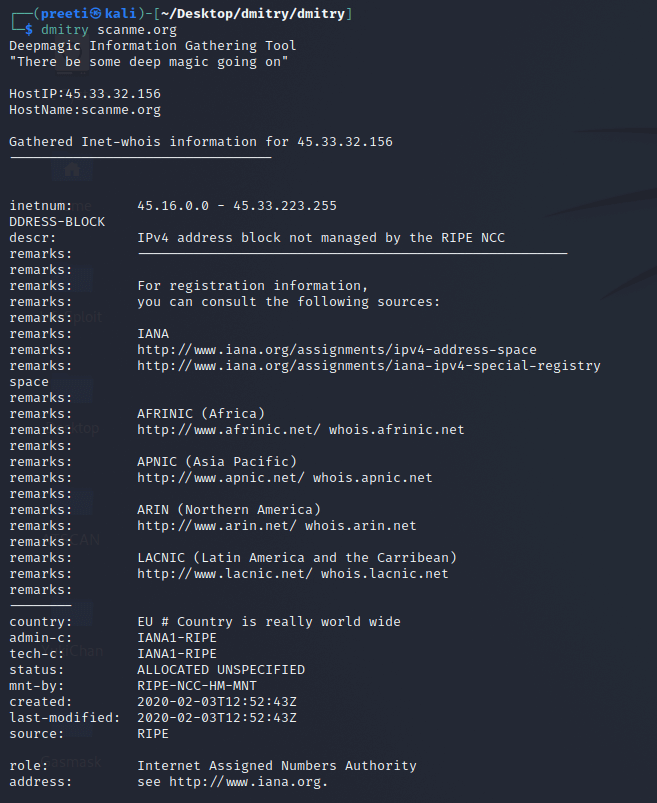 (preeti㉿kali)-[~/Desktop/dmitry/dmitry]
$ dmitry scanme.org
Deepmagic Information Gathering Tool
"There be some deep magic going on"
HostIP:45.33.32.156
HostName:scanme.org
Gathered Inet-whois information for 45.33.32.156
---------------------------------
inetnum:        45.16.0.0 - 45.33.223.255
DDRESS-BLOCK
descr:          IPv4 address block not managed by the RIPE NCC
remarks:        ------------------------------------------------------
remarks:
remarks:        For registration information,
remarks:        you can consult the following sources:
remarks:
remarks:        IANA
remarks:        http://www.iana.org/assignments/ipv4-address-space
remarks:        http://www.iana.org/assignments/iana-ipv4-special-registry
space
remarks:
remarks:        AFRINIC (Africa)
remarks:        http://www.afrinic.net/ whois.afrinic.net
remarks:
remarks:        APNIC (Asia Pacific)
remarks:        http://www.apnic.net/ whois.apnic.net
remarks:
remarks:        ARIN (Northern America)
remarks:        http://www.arin.net/ whois.arin.net
remarks:
remarks:        LACNIC (Latin America and the Carribean)
remarks:        http://www.lacnic.net/ whois.lacnic.net
remarks:
--------
country:        EU # Country is really world wide
admin-c:        IANA1-RIPE
tech-c:         IANA1-RIPE
status:         ALLOCATED UNSPECIFIED
mnt-by:         RIPE-NCC-HM-MNT
created:        2020-02-03T12:52:43Z
last-modified:  2020-02-03T12:52:43Z
source:         RIPE
role:           Internet Assigned Numbers Authority
address:        see http://www.iana.org.